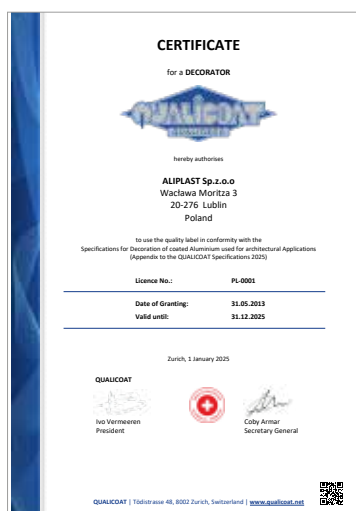 CERTIFICATE
for a DECORATOR
QUALICOAT
hereby authorises
ALIPLAST Sp.z.o.o
Wacława Moritza 3
20-276 Lublin
Poland
to use the quality label in conformity with the
Specifications for Decoration of coated Aluminium used for architectural Applications
(Appendix to the QUALICOAT Specifications 2025)
Licence No.: PL-0001
Date of Granting: 31.05.2013
Valid until: 31.12.2025
Zurich, 1 January 2025
QUALICOAT
Ivo Vermeeren
President
Coby Armar
Secretary General
QUALICOAT | Tödistrasse 48, 8002 Zurich, Switzerland | www.qualicoat.net